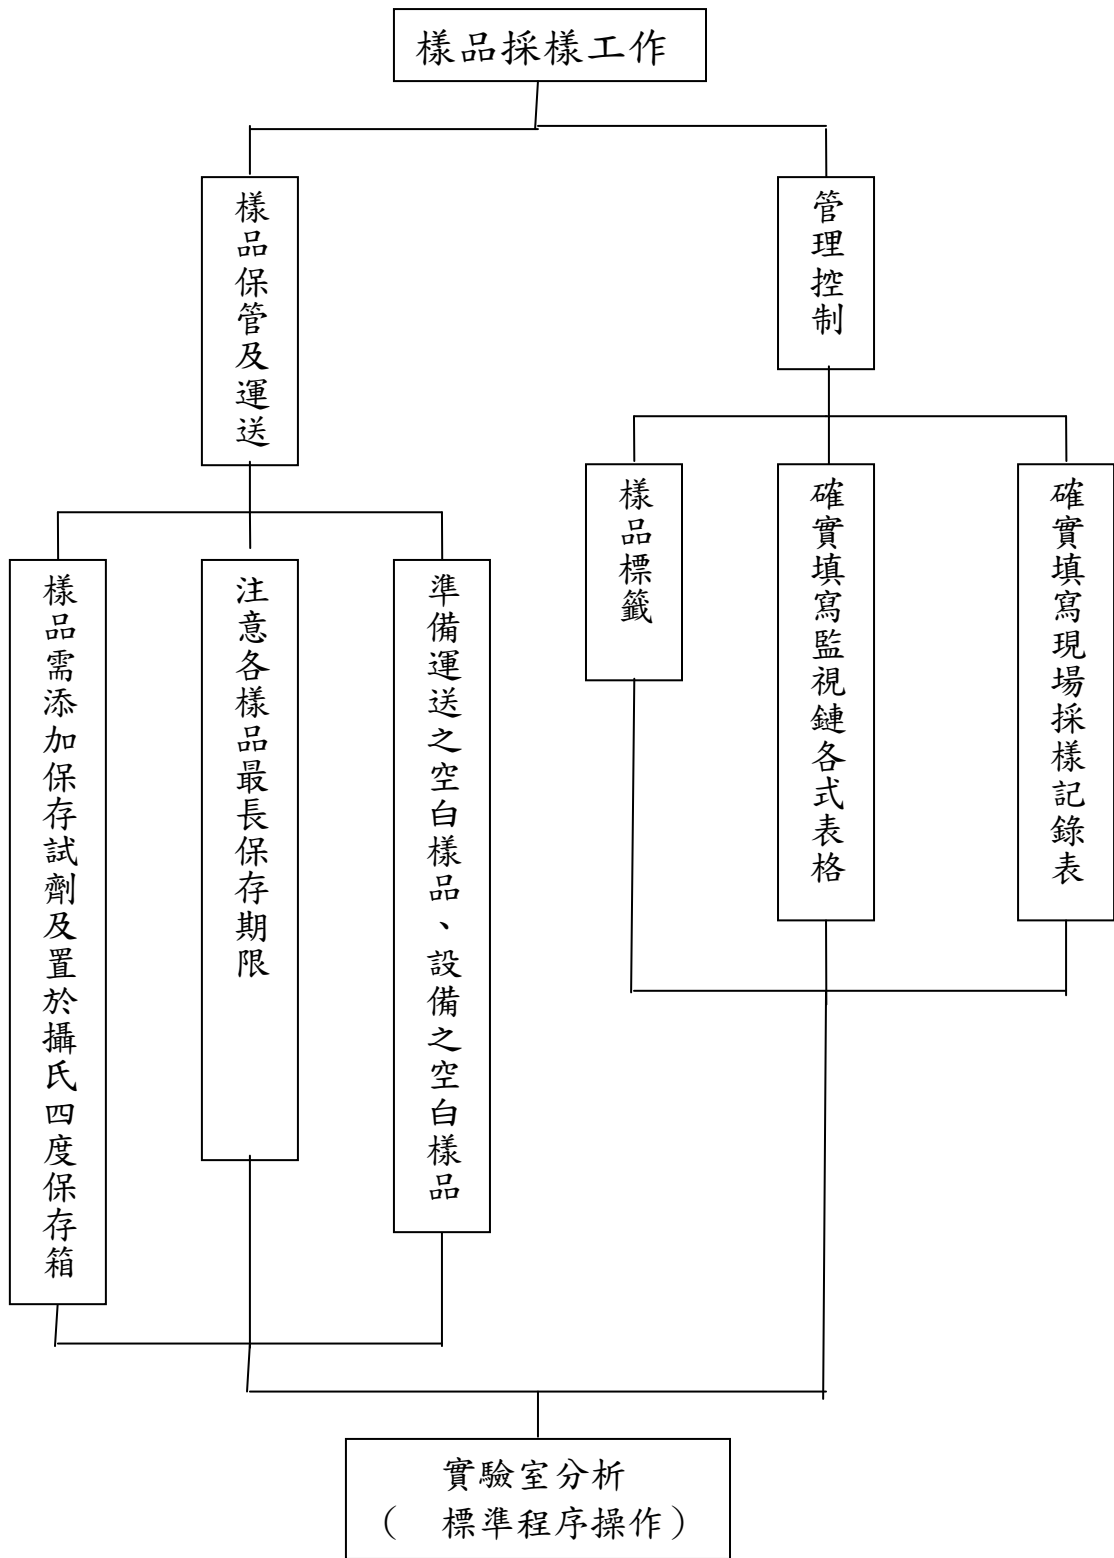 樣品採樣工作
樣品保管及運送
管理控制
樣品需添加保存試劑及置於攝氏四度保存箱
注意各樣品最長保存期限
準備運送之空白樣品、設備之空白樣品
樣品標籤
確實填寫監視鏈各式表格
確實填寫現場採樣記錄表
實驗室分析
（　標準程序操作）